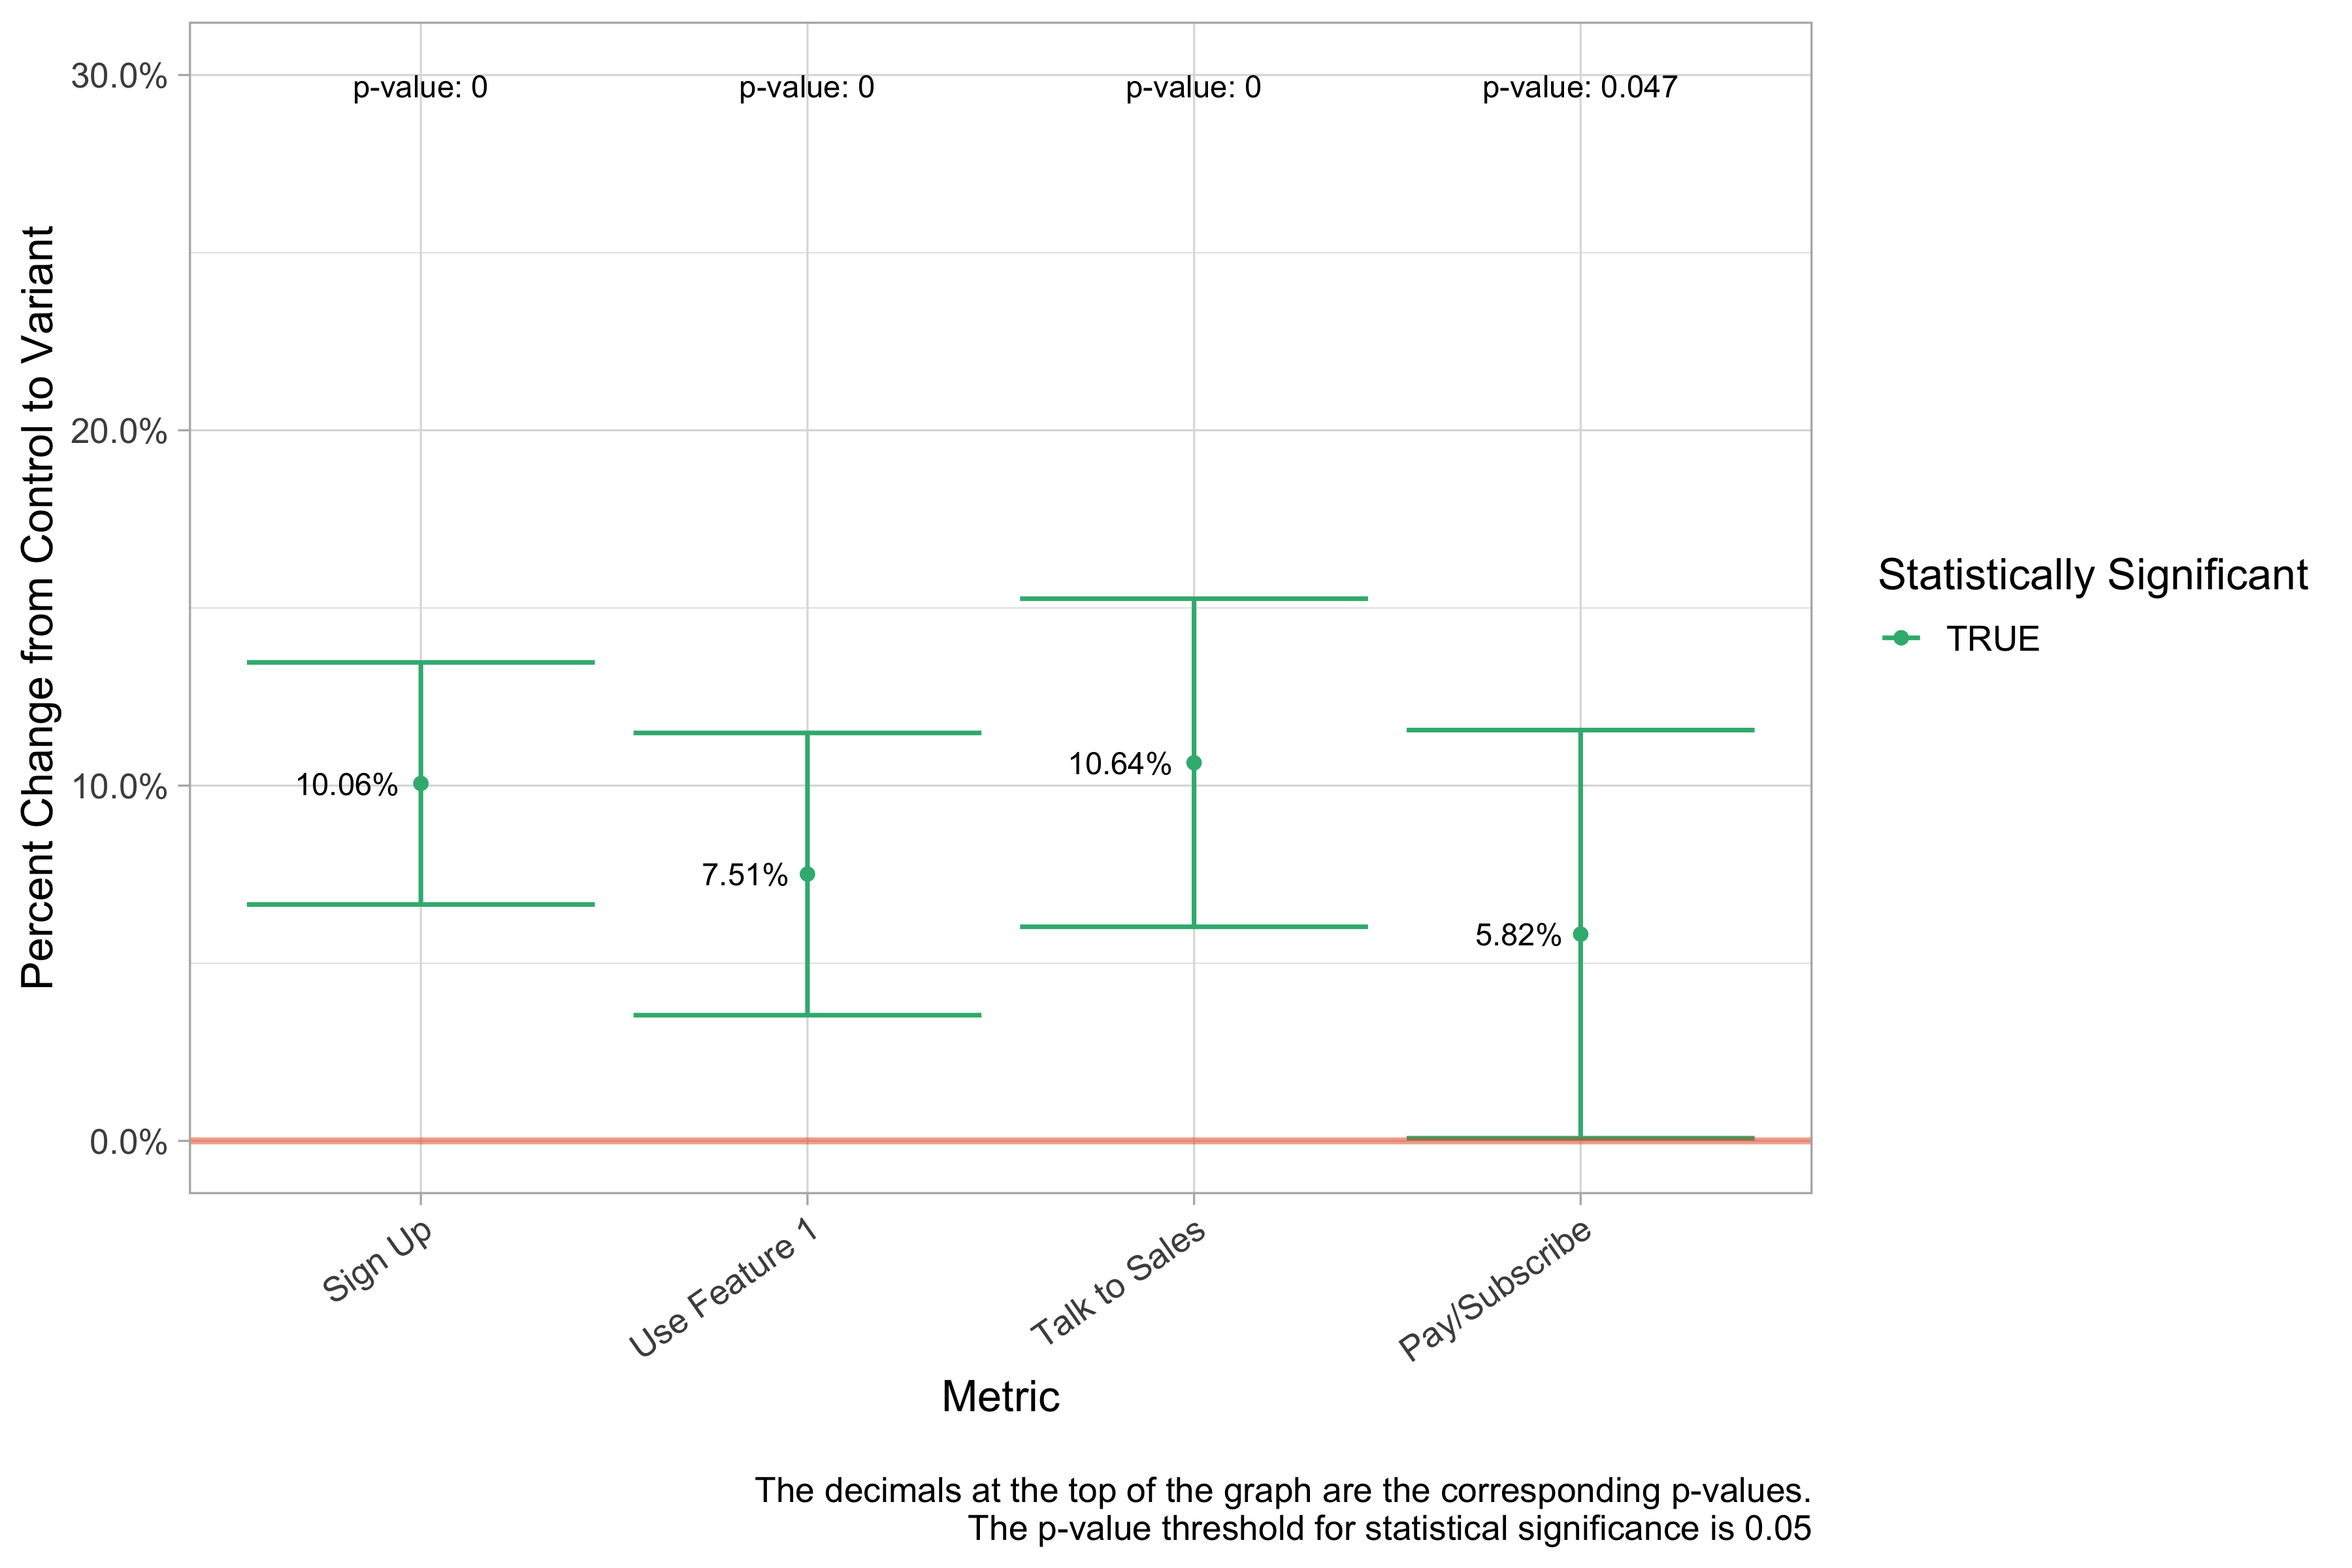 Percent Change from Control to Variant
30.0%
20.0%
10.0%
0.0%
p-value: 0
p-value: 0
p-value: 0
p-value: 0.047
10.06%
7.51%
10.64%
5.82%
Sign Up
Use Feature 1
Talk to Sales
Pay/Subscribe
Metric
Statistically Significant
TRUE
The decimals at the top of the graph are the corresponding p-values.
The p-value threshold for statistical significance is 0.05